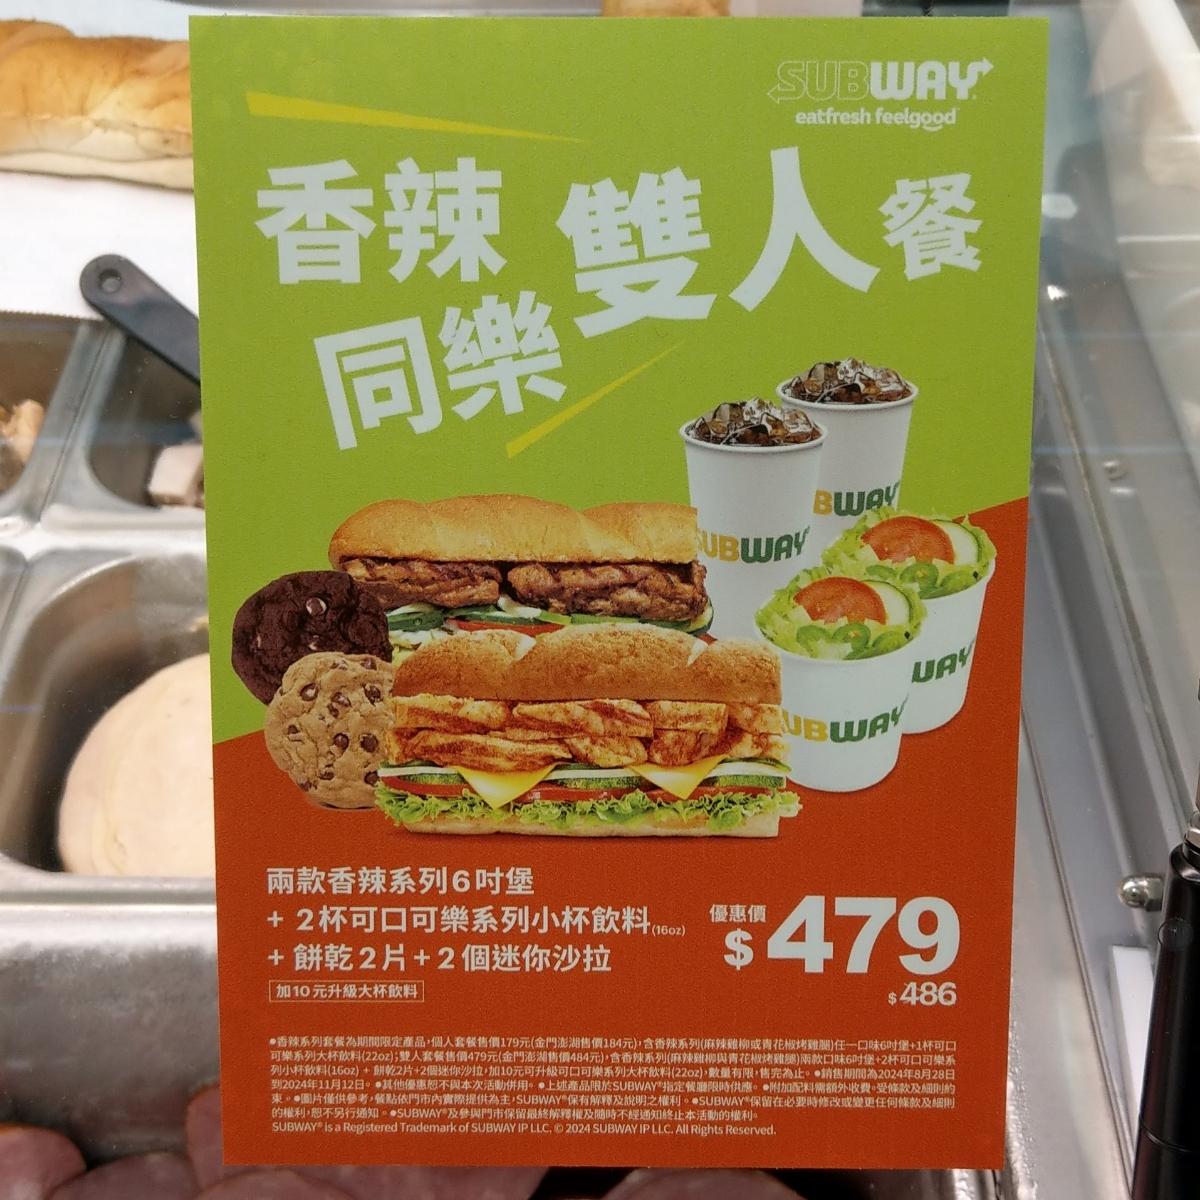 SUBWAY
eatfresh feelgood
香辣
同樂
雙人餐
BWAY
SUBWAY
WAY
UBWAY
兩款香辣系列6吋堡
+ 2杯可口可樂系列小杯飲料(16oz)
+ 餅乾2片+2個迷你沙拉
加10元升級大杯飲料
優惠價
$479
$486
●香辣系列套餐為期間限定產品,個人套餐售價179元(金門澎湖售價184元),含香辣系列(麻辣雞柳或青花椒烤雞腿)任一口味6吋堡+1杯可口
可樂系列大杯飲料(22oz);雙人套餐售價479元(金門澎湖售價484元),含香辣系列(麻辣雞柳與青花椒烤雞腿)兩款口味6吋堡+2杯可口可樂系
列小杯飲料(16oz) + 餅乾2片+2個迷你沙拉,加10元可升級可口可樂系列大杯飲料(22oz),數量有限,售完為止。●銷售期間為2024年8月28日
到2024年11月12日。●其他優惠恕不與本次活動併用。●上述產品限於SUBWAY®指定餐廳限時供應。●附加配料需額外收費。受條款及細則約
束。●圖片僅供參考,餐點依門市內實際提供為主,SUBWAY®保有解釋及說明之權利。●SUBWAY®保留在必要時修改或變更任何條款及細則
的權利,恕不另行通知。●SUBWAY®及參與門市保留最終解釋權及隨時不經通知終止本活動的權利。
SUBWAY® is a Registered Trademark of SUBWAY IP LLC. © 2024 SUBWAY IP LLC. All Rights Reserved.